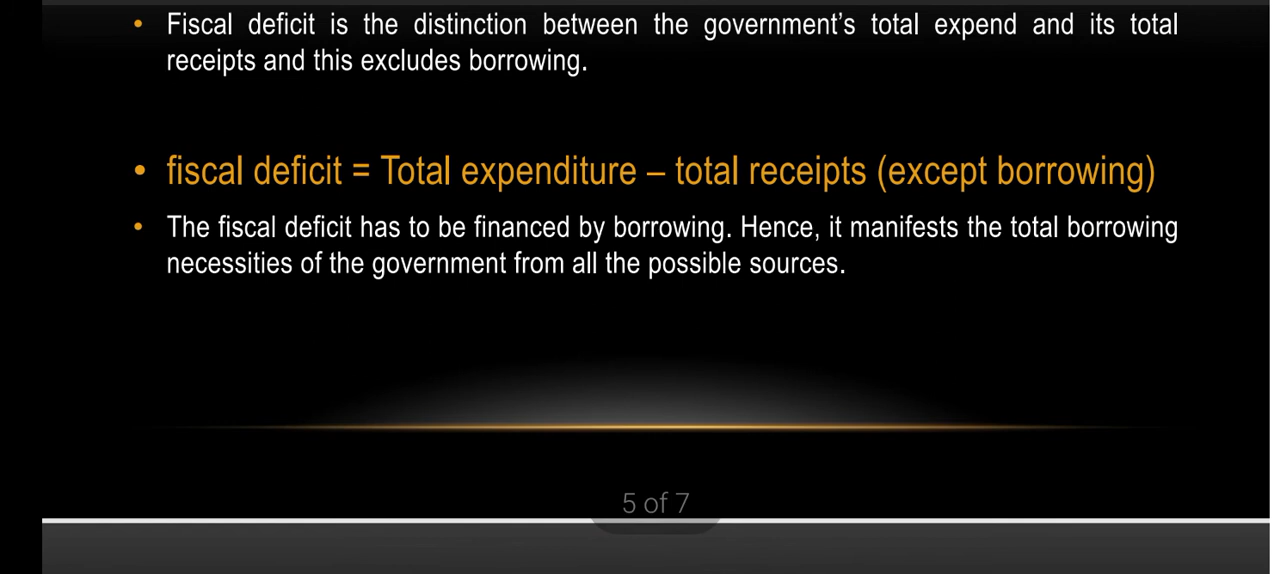 • Fiscal deficit is the distinction between the government’s total expend and its total
receipts and this excludes borrowing.
• fiscal deficit = Total expenditure – total receipts (except borrowing)
• The fiscal deficit has to be financed by borrowing. Hence, it manifests the total borrowing
necessities of the government from all the possible sources.
5 of 7